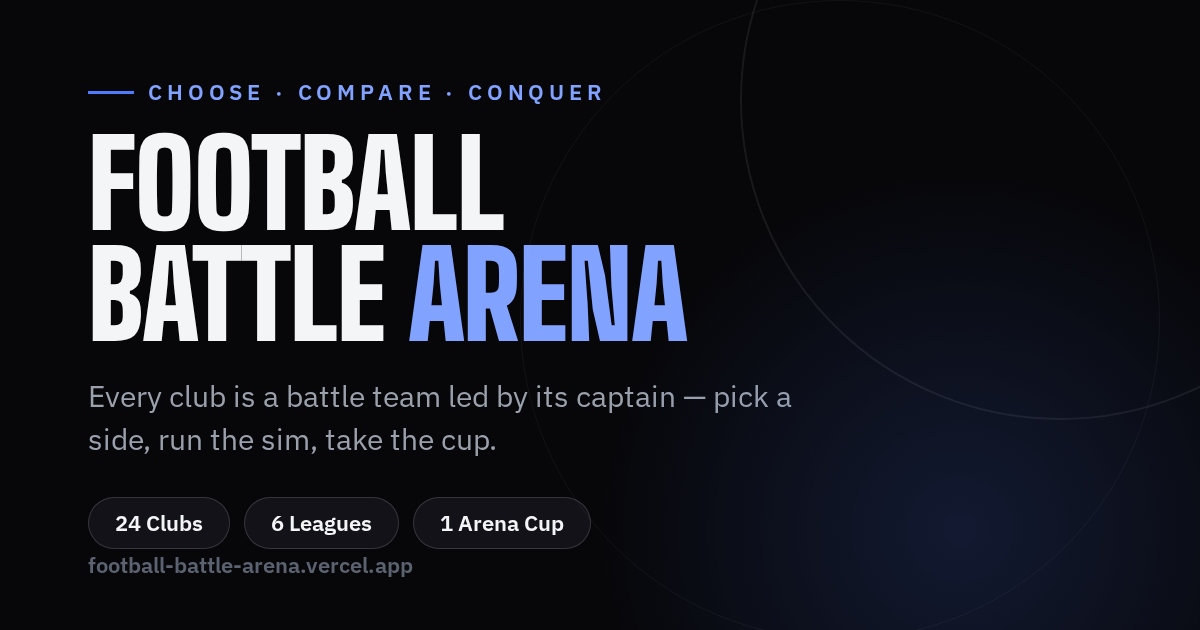 CHOOSE · COMPARE · CONQUER
FOOTBALL
BATTLE ARENA
Every club is a battle team led by its captain — pick a
side, run the sim, take the cup.
24 Clubs 6 Leagues 1 Arena Cup
football-battle-arena.vercel.app